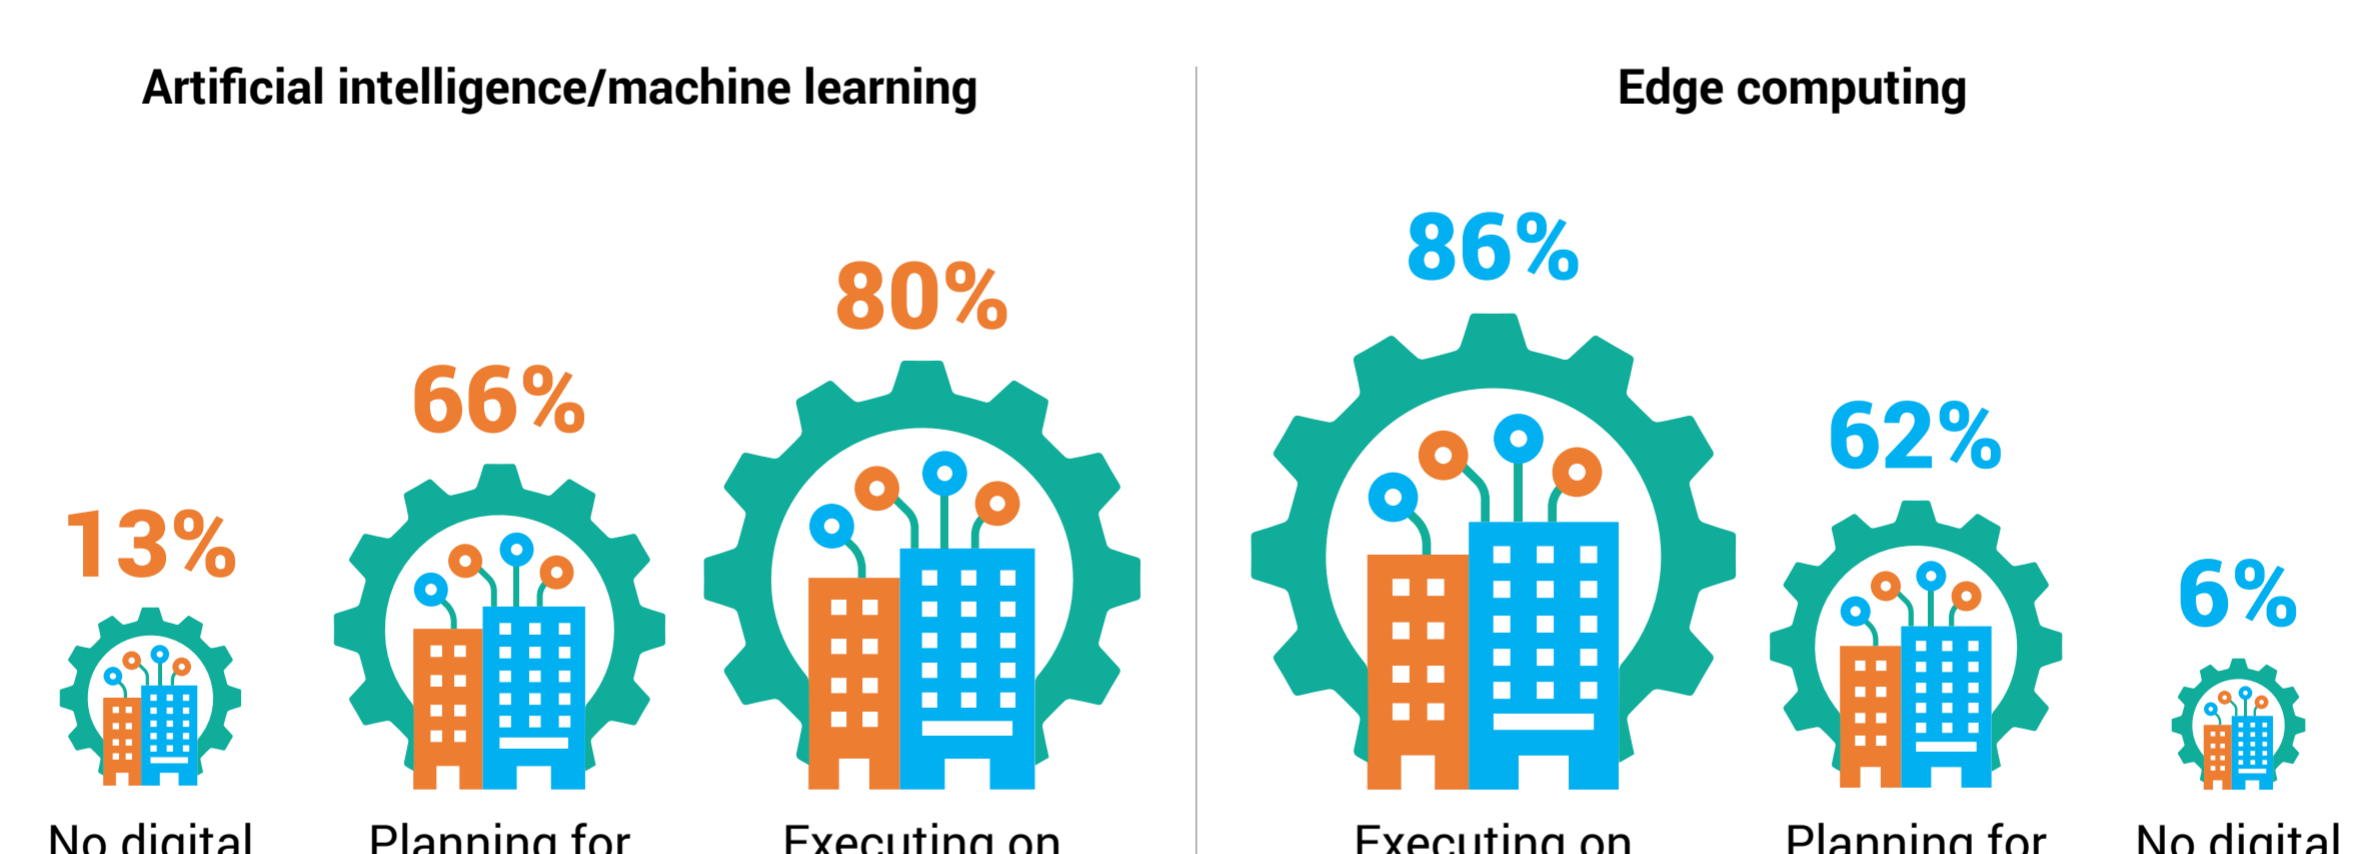 Artificial intelligence/machine learning
13%
66%
80%
No digital
Planning for
Executing on
Edge computing
86%
62%
6%
Executing on
Planning for
No digital